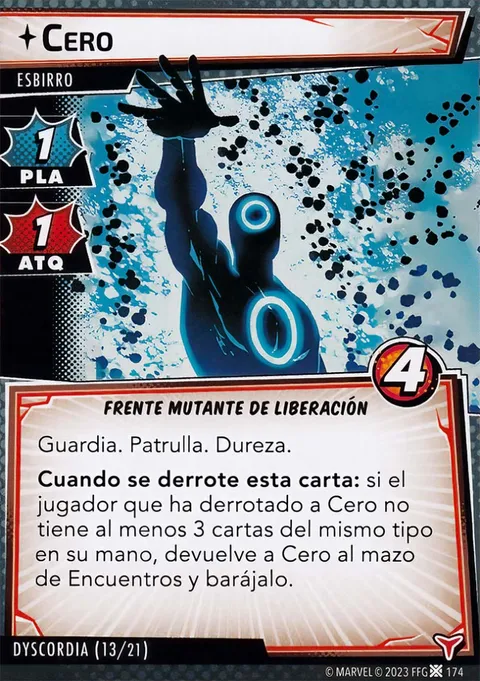 Cero
ESBIRRO
1
PLA
1
ATQ
4
FRENTE MUTANTE DE LIBERACIÓN
Guardia. Patrulla. Dureza.
Cuando se derrote esta carta: si el
jugador que ha derrotado a Cero no
tiene al menos 3 cartas del mismo tipo
en su mano, devuelve a Cero al mazo
de Encuentros y barájalo.
DYSCORDIA (13/21)
© MARVEL © 2023 FFG 174